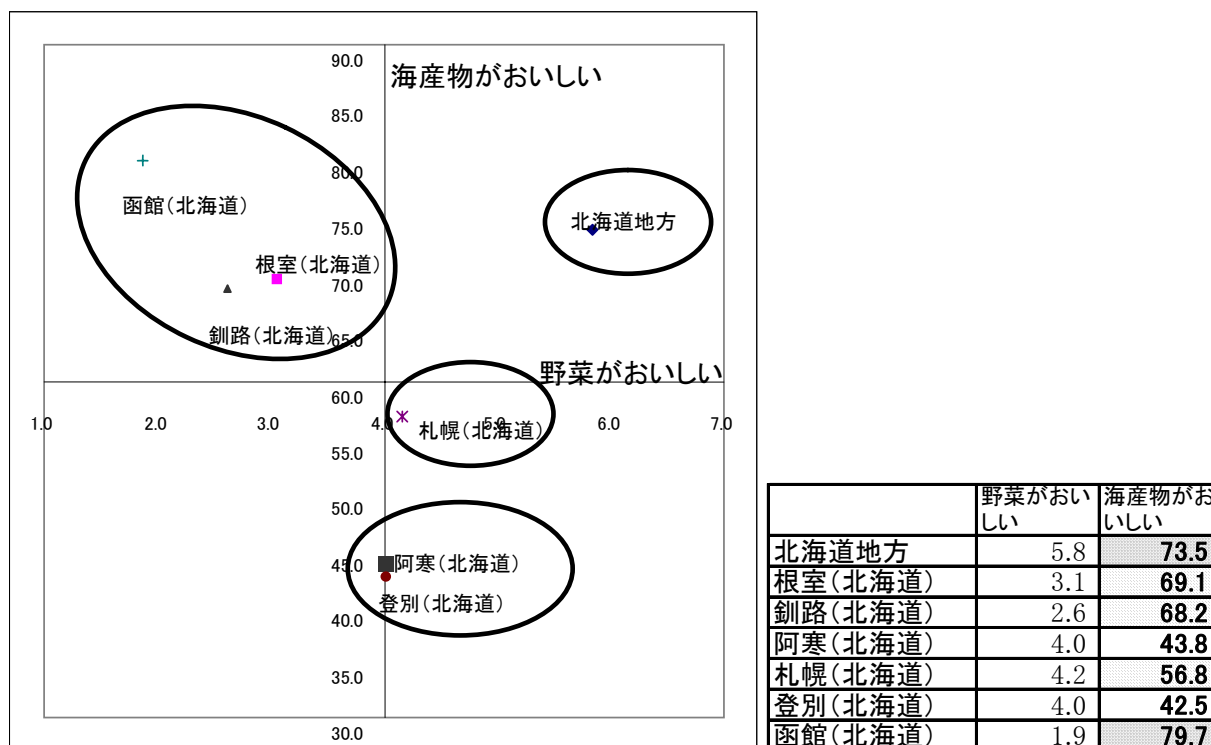 90.0
海産物がおいしい
85.0
80.0
函館(北海道)
75.0
北海道地方
根室(北海道)
70.0
釧路(北海道)
65.0
野菜がおいしい
60.0
1.0 2.0 3.0 4.0 5.0 6.0 7.0
札幌(北海道)
55.0
50.0
45.0
阿寒(北海道)
登別(北海道)
40.0
35.0
30.0
野菜がおい 海産物がお
しい いしい
北海道地方 5.8 73.5
根室(北海道) 3.1 69.1
釧路(北海道) 2.6 68.2
阿寒(北海道) 4.0 43.8
札幌(北海道) 4.2 56.8
登別(北海道) 4.0 42.5
函館(北海道) 1.9 79.7